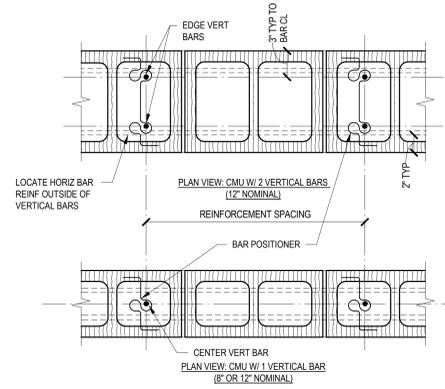 EDGE VERT
BARS
3" TYP TO
BAR CL
LOCATE HORIZ BAR
REINF OUTSIDE OF
VERTICAL BARS
PLAN VIEW: CMU W/ 2 VERTICAL BARS
(12" NOMINAL)
2" TYP
REINFORCEMENT SPACING
BAR POSITIONER
CENTER VERT BAR
PLAN VIEW: CMU W/ 1 VERTICAL BAR
(8" OR 12" NOMINAL)